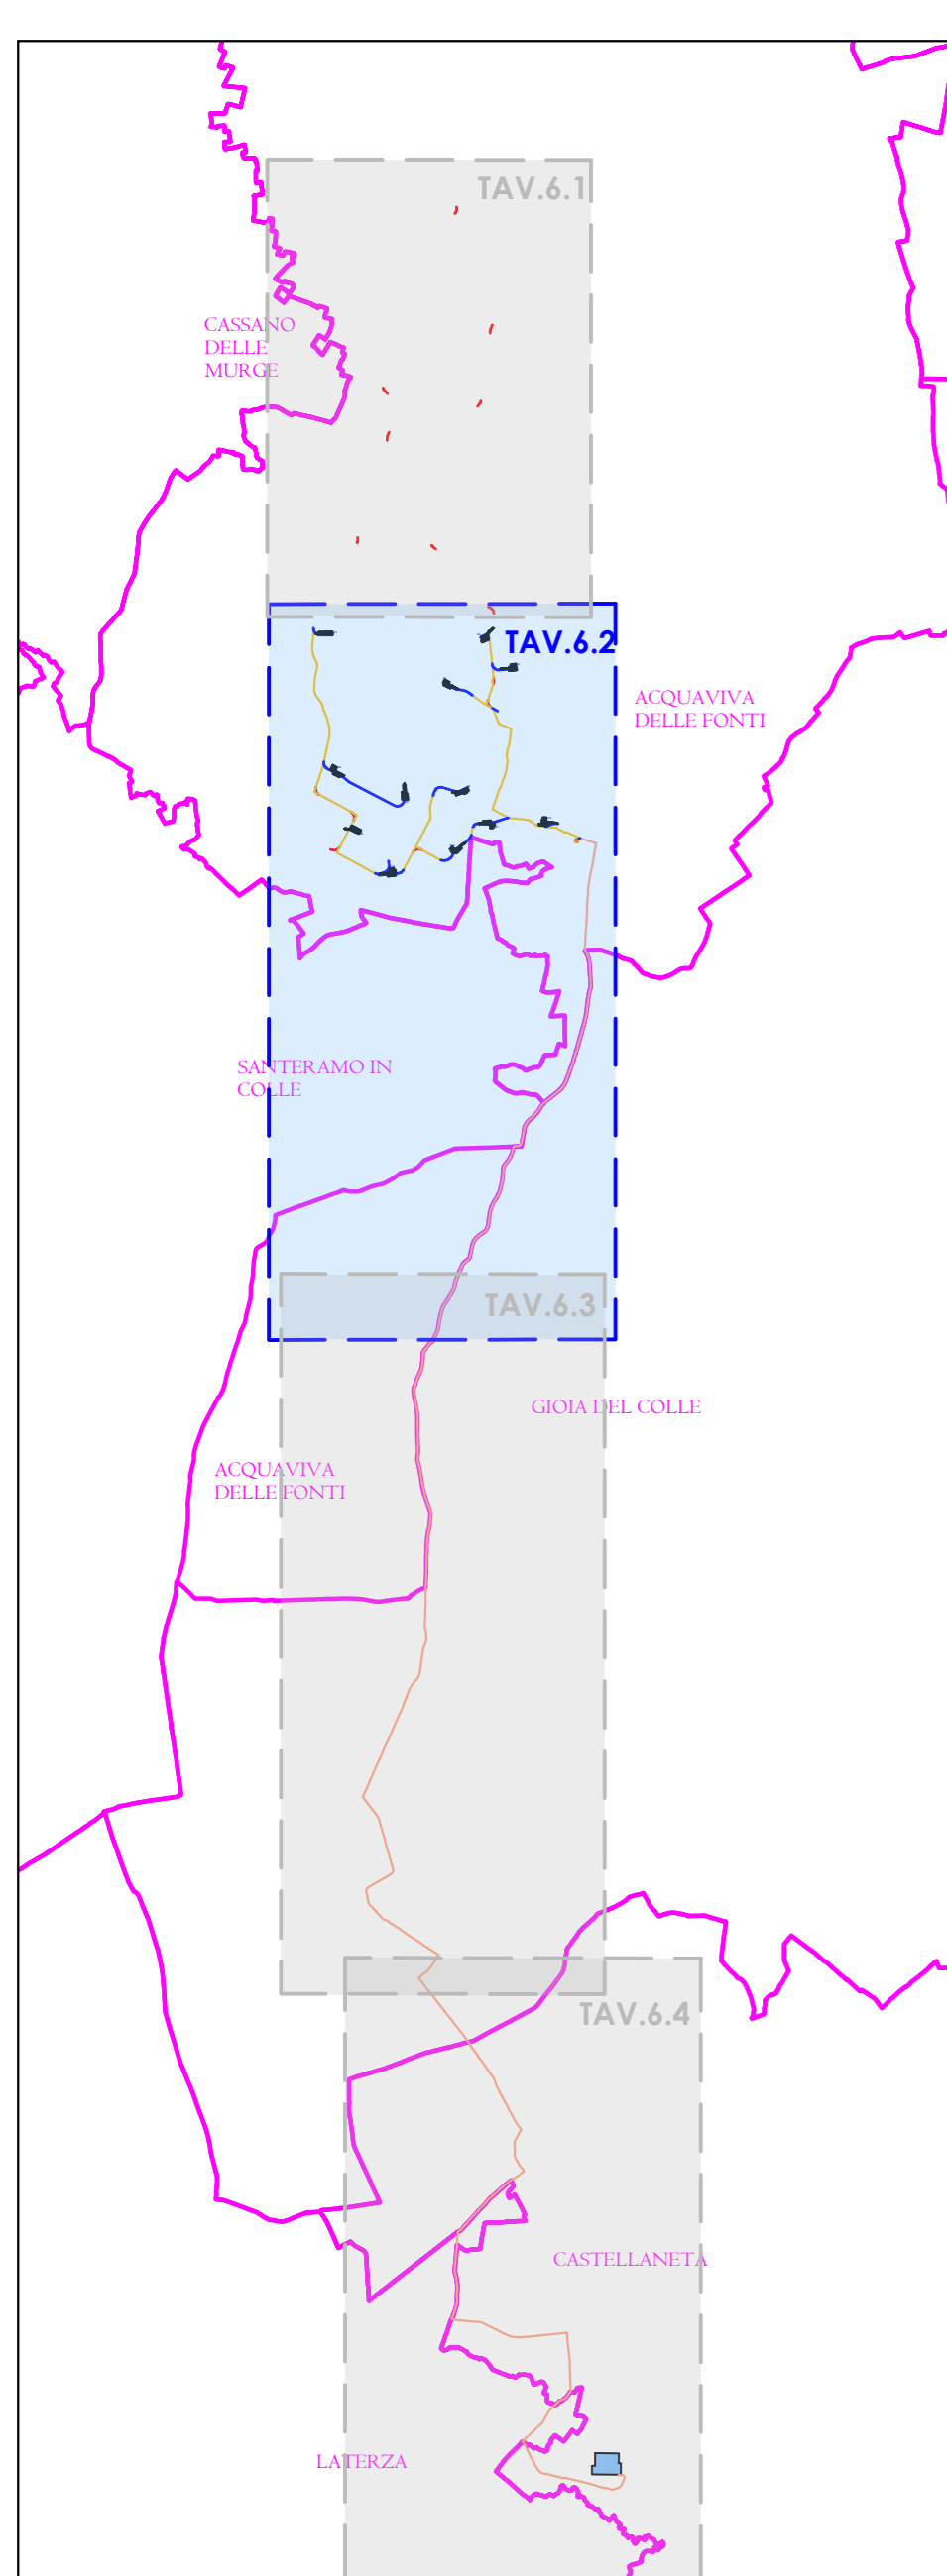 TAV.6.1
CASSANO
DELLE
MURGE
TAV.6.2
ACQUAVIVA
DELLE FONTI
SANTERAMO IN
COLLE
TAV.6.3
GIOIA DEL COLLE
ACQUAVIVA
DELLE FONTI
TAV.6.4
CASTELLANETA
LATERZA